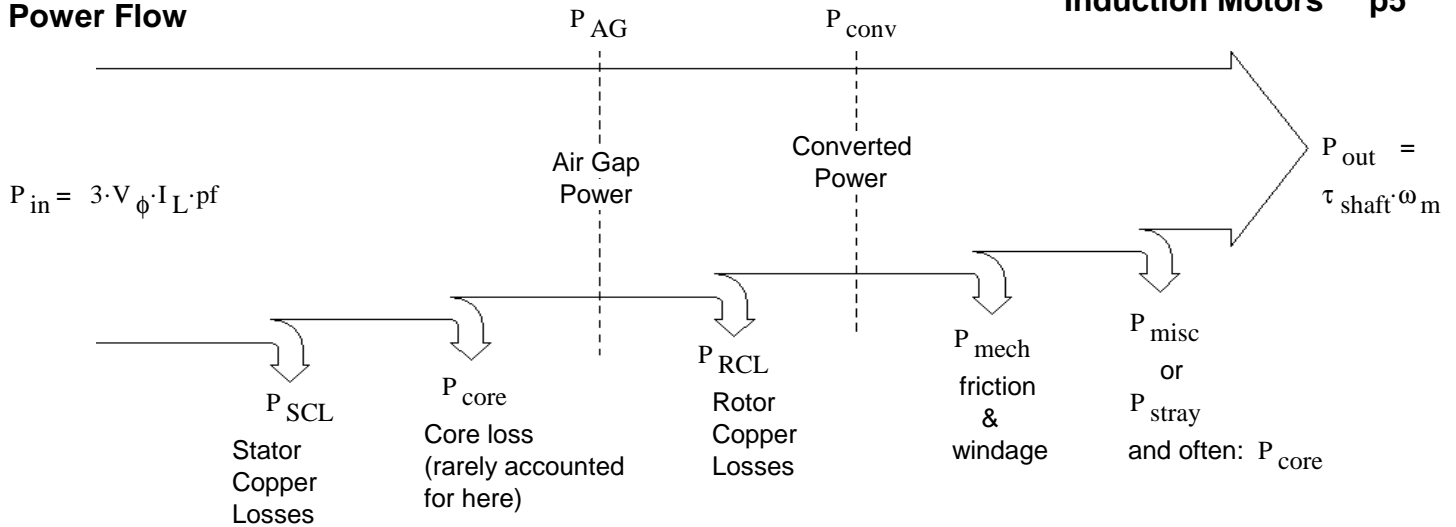 Power Flow
Induction Motors p5
P AG
P conv
Air Gap
Power
Converted
Power
P in = 3·V ϕ·I L·pf
P out =
τ shaft·ω m
P SCL
Stator
Copper
Losses
P core
Core loss
(rarely accounted
for here)
P RCL
Rotor
Copper
Losses
P mech
friction
&
windage
P misc
or
P stray
and often: P core